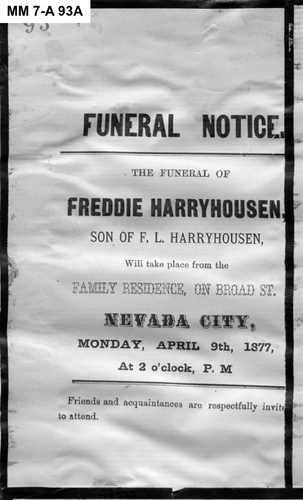 MM 7-A 93A
93
FUNERAL NOTICE.
THE FUNERAL OF
FREDDIE HARRYHOUSEN,
SON OF F. L. HARRYHOUSEN,
Will take place from the
FAMILY RESIDENCE, ON BROAD ST.
NEVADA CITY,
MONDAY, APRIL 9th, 1877,
At 2 o'clock, P. M
Friends and acquaintances are respectfully invite
to attend.